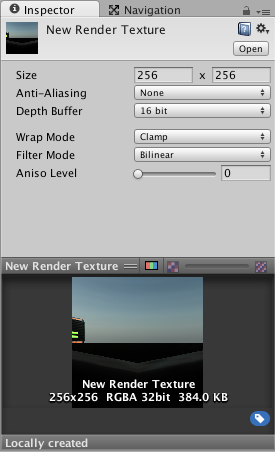 Inspector Navigation
New Render Texture
Open
Size 256 x 256
Anti-Aliasing None
Depth Buffer 16 bit
Wrap Mode Clamp
Filter Mode Bilinear
Aniso Level 0
New Render Texture
New Render Texture
256x256 RGBA 32bit 384.0 KB
Locally created